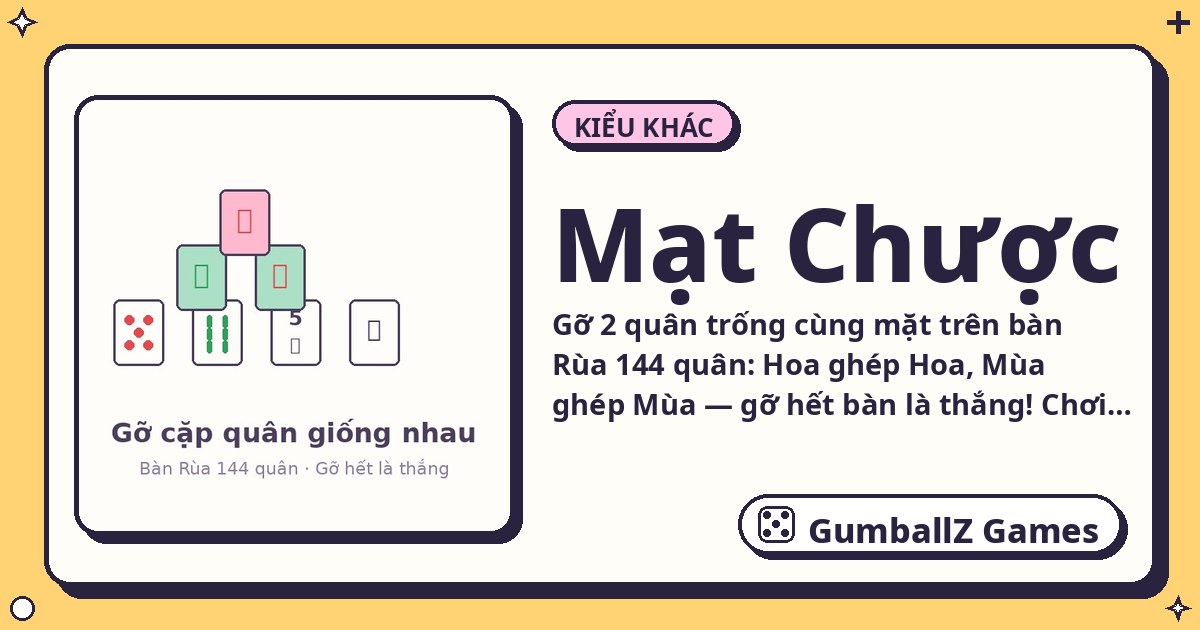 KIỂU KHÁC
Mạt Chược
Gỡ 2 quân trống cùng mặt trên bàn
Rùa 144 quân: Hoa ghép Hoa, Mùa
ghép Mùa — gỡ hết bàn là thắng! Chơi...
5
Gỡ cặp quân giống nhau
Bàn Rùa 144 quân · Gỡ hết là thắng
GumballZ Games